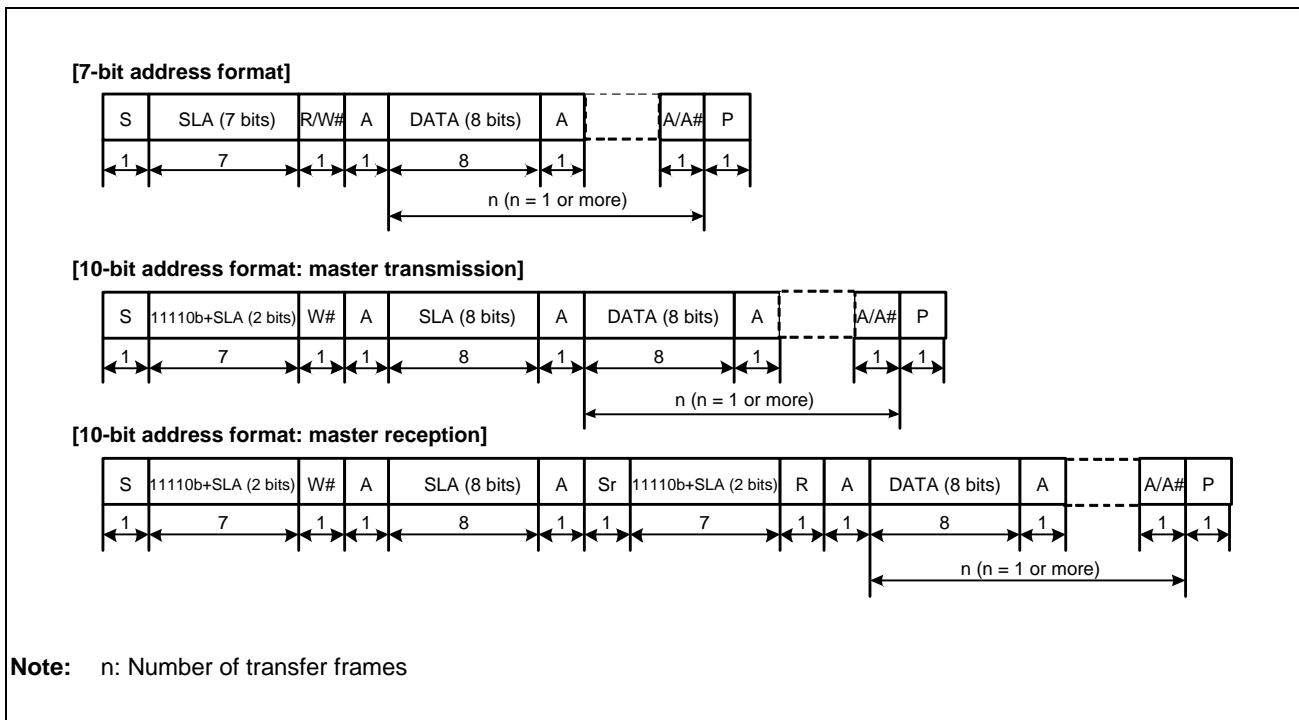 [7-bit address format]
S SLA (7 bits) R/W# A DATA (8 bits) A A/A# P
1 7 1 1 8 1 1 1
n (n = 1 or more)
[10-bit address format: master transmission]
S 11110b+SLA (2 bits) W# A SLA (8 bits) A DATA (8 bits) A A/A# P
1 7 1 1 8 1 8 1 1 1
n (n = 1 or more)
[10-bit address format: master reception]
S 11110b+SLA (2 bits) W# A SLA (8 bits) A Sr 11110b+SLA (2 bits) R A DATA (8 bits) A A/A# P
1 7 1 1 8 1 1 7 1 1 8 1 1 1
n (n = 1 or more)
Note: n: Number of transfer frames